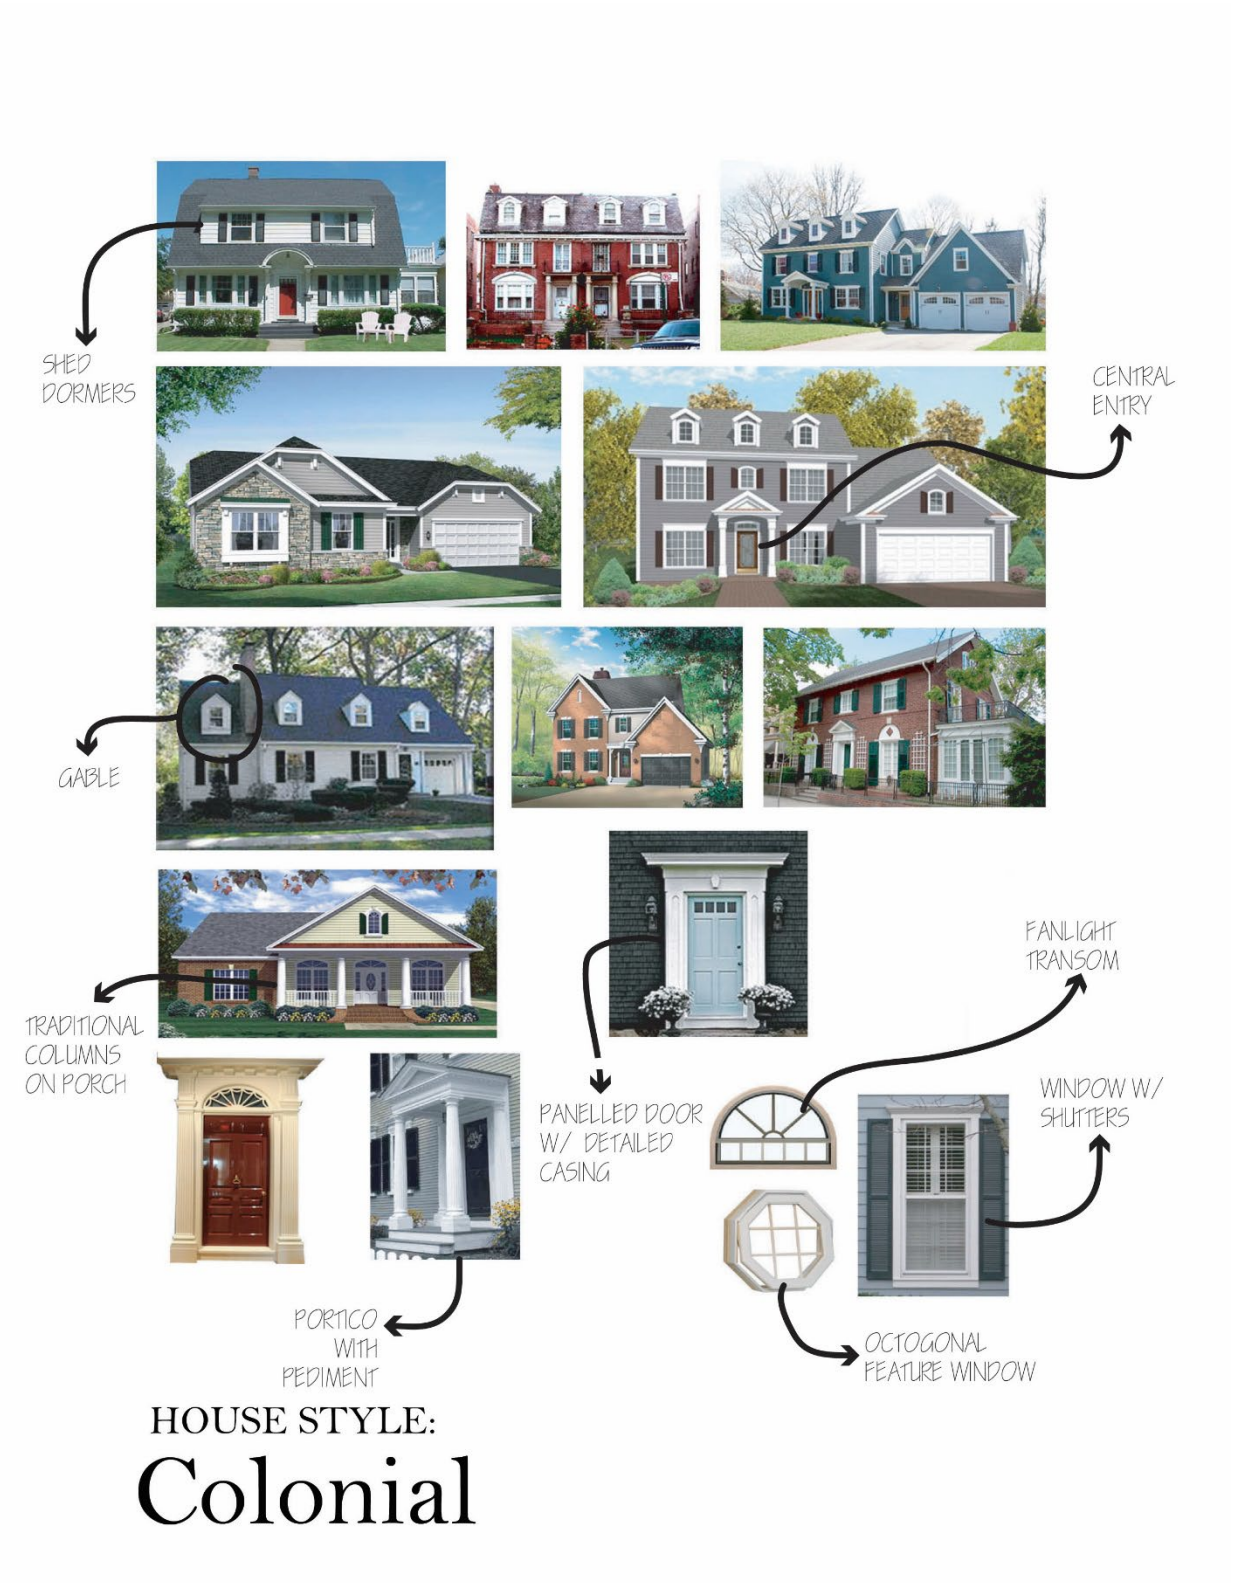 SHED
DORMERS
CENTRAL
ENTRY
GABLE
FANLIGHT
TRANSOM
TRADITIONAL
COLUMNS
ON PORCH
PANELLED DOOR
W/ DETAILED
CASING
WINDOW W/
SHUTTERS
PORTICO
WITH
PEDIMENT
OCTOGONAL
FEATURE WINDOW
HOUSE STYLE:
Colonial